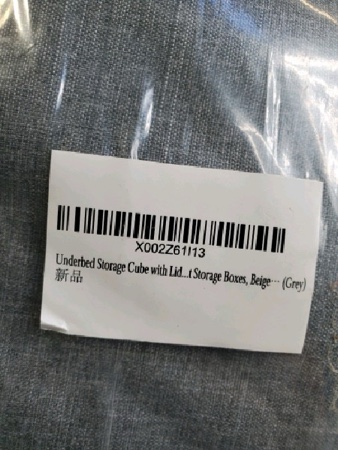 X002Z61I13
Underbed Storage Cube with Lid...t Storage Boxes, Beige··· (Grey)
新品